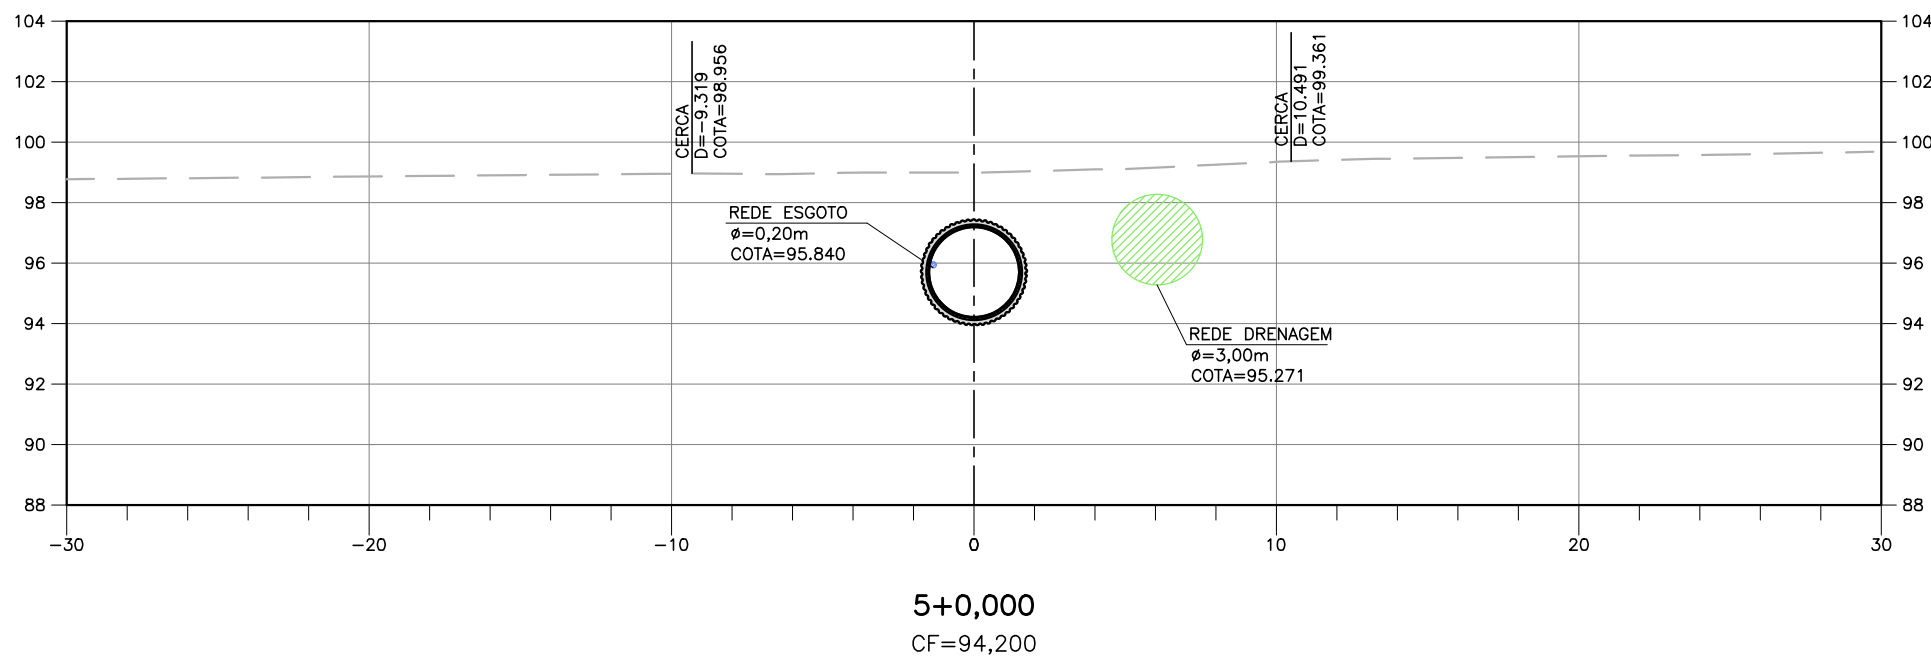 104
102
100
98
96
94
92
90
88
CERCA
D=-9.319
COTA=98.956
CERCA
D=10.491
COTA=99.361
REDE ESGOTO
ø=0,20m
COTA=95.840
REDE DRENAGEM
ø=3,00m
COTA=95.271
104
102
100
98
96
94
92
90
88
-30
-20
-10
0
10
20
30
5+0,000
CF=94,200